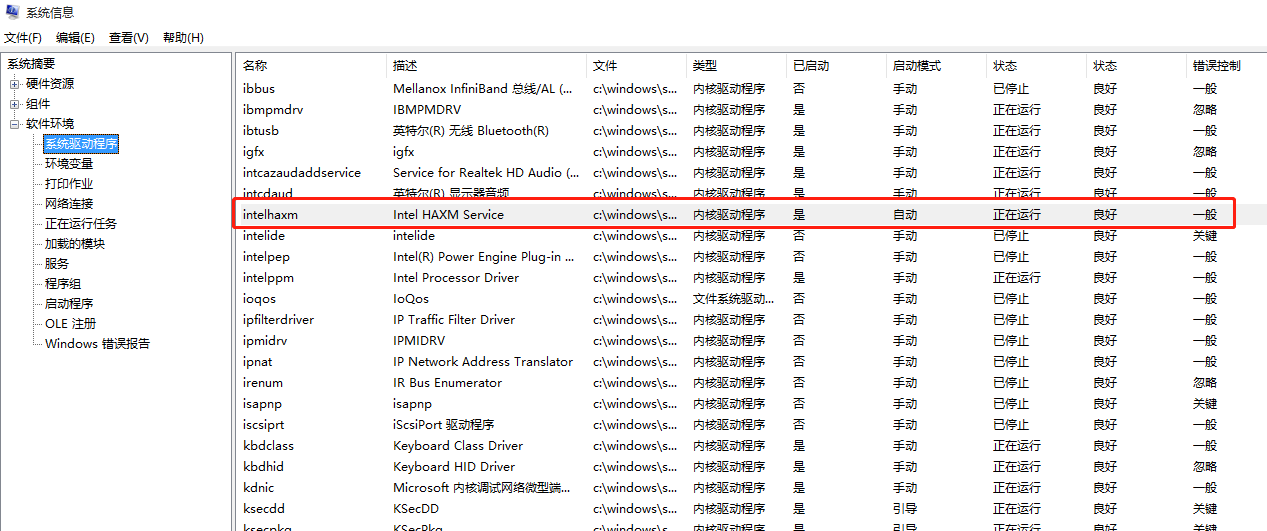 系统信息
文件(F) 编辑(E) 查看(V) 帮助(H)
系统摘要
硬件资源
组件
软件环境
系统驱动程序
环境变量
打印作业
网络连接
正在运行任务
加载的模块
服务
程序组
启动程序
OLE 注册
Windows 错误报告
名称 描述 文件 类型 已启动 启动模式 状态 状态 错误控制
ibbus Mellanox InfiniBand 总线/AL (... c:\windows\s... 内核驱动程序 否 手动 已停止 良好 一般
ibmpmdrv IBMPMDRV c:\windows\s... 内核驱动程序 是 手动 正在运行 良好 忽略
ibtusb 英特尔(R) 无线 Bluetooth(R) c:\windows\s... 内核驱动程序 是 手动 正在运行 良好 一般
igfx igfx c:\windows\s... 内核驱动程序 是 手动 正在运行 良好 忽略
intcazaudaddservice Service for Realtek HD Audio (... c:\windows\s... 内核驱动程序 是 手动 正在运行 良好 一般
intcdaud 英特尔(R) 显示器音频 c:\windows\s... 内核驱动程序 是 手动 正在运行 良好 一般
intelhaxm Intel HAXM Service c:\windows\s... 内核驱动程序 是 自动 正在运行 良好 一般
intelide intelide c:\windows\s... 内核驱动程序 否 手动 已停止 良好 关键
intelpep Intel(R) Power Engine Plug-in ... c:\windows\s... 内核驱动程序 否 手动 已停止 良好 一般
intelppm Intel Processor Driver c:\windows\s... 内核驱动程序 是 手动 正在运行 良好 一般
ioqos IoQos c:\windows\s... 文件系统驱动... 否 手动 已停止 良好 一般
ipfilterdriver IP Traffic Filter Driver c:\windows\s... 内核驱动程序 否 手动 已停止 良好 一般
ipmidrv IPMIDRV c:\windows\s... 内核驱动程序 否 手动 已停止 良好 一般
ipnat IP Network Address Translator c:\windows\s... 内核驱动程序 否 手动 已停止 良好 一般
irenum IR Bus Enumerator c:\windows\s... 内核驱动程序 否 手动 已停止 良好 忽略
isapnp isapnp c:\windows\s... 内核驱动程序 否 手动 已停止 良好 关键
iscsiprt iScsiPort 驱动程序 c:\windows\s... 内核驱动程序 否 手动 已停止 良好 一般
kbdclass Keyboard Class Driver c:\windows\s... 内核驱动程序 是 手动 正在运行 良好 一般
kbdhid Keyboard HID Driver c:\windows\s... 内核驱动程序 是 手动 正在运行 良好 忽略
kdnic Microsoft 内核调试网络微型端... c:\windows\s... 内核驱动程序 是 手动 正在运行 良好 一般
ksecdd KSecDD c:\windows\s... 内核驱动程序 是 引导 正在运行 良好 关键
ksecpkg KSecPkg c:\windows\s... 内核驱动程序 是 引导 正在运行 良好 关键